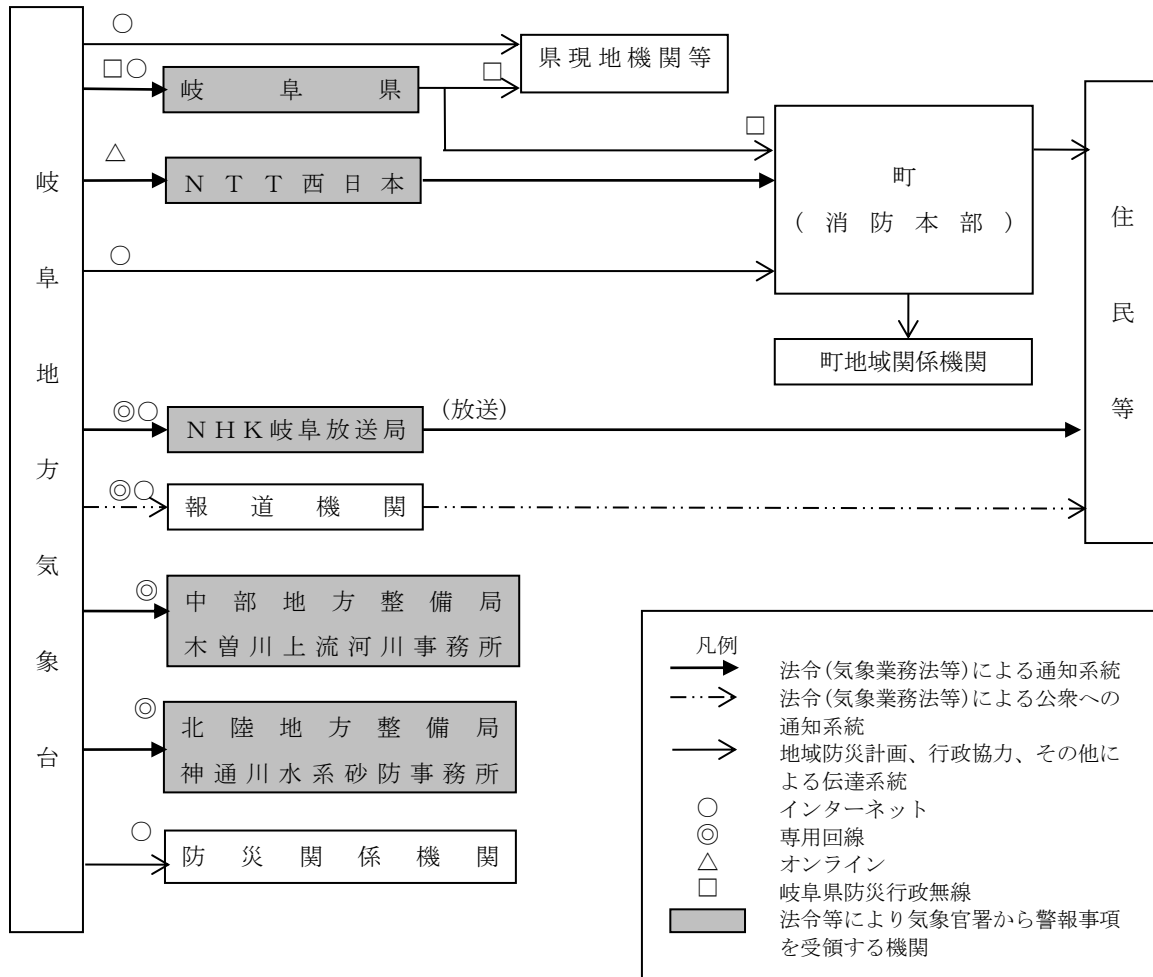 岐阜地方気象台
○
県現地機関等
□○
岐阜県
□
□
△
ＮＴＴ西日本
町
(消防本部)
○
町地域関係機関
住民等
◎○
ＮＨＫ岐阜放送局
(放送)
◎○
報道機関
◎
中部地方整備局
木曽川上流河川事務所
◎
北陸地方整備局
神通川水系砂防事務所
○
防災関係機関
凡例
法令(気象業務法等)による通知系統
法令(気象業務法等)による公衆への
通知系統
地域防災計画、行政協力、その他に
よる伝達系統
○ インターネット
◎ 専用回線
△ オンライン
□ 岐阜県防災行政無線
法令等により気象官署から警報事項
を受領する機関